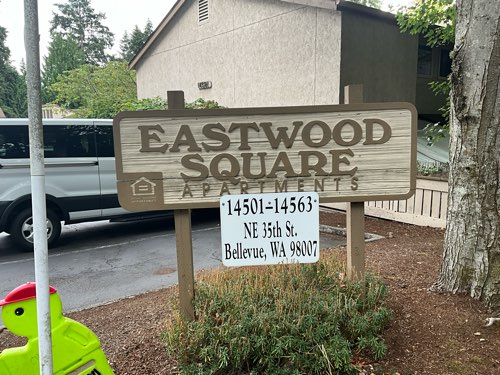 EASTWOOD
SQUARE
APARTMENTS
14501-14563
NE 35th St.
Bellevue, WA 98007